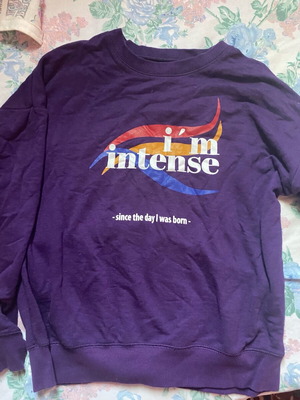 i'm
intense
- since the day I was born -